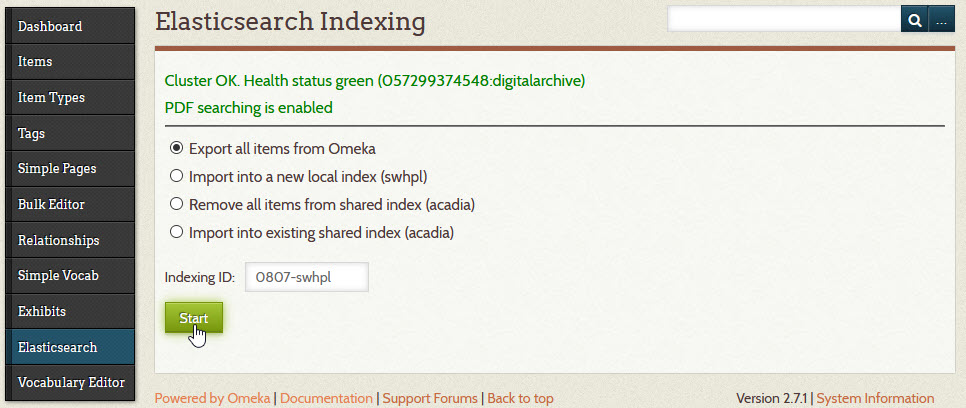 Elasticsearch Indexing
...
Dashboard
Items
Item Types
Tags
Simple Pages
Bulk Editor
Relationships
Simple Vocab
Exhibits
Elasticsearch
Vocabulary Editor
Cluster OK. Health status green (057299374548:digitalarchive)
PDF searching is enabled
Export all items from Omeka
Import into a new local index (swhpl)
Remove all items from shared index (acadia)
Import into existing shared index (acadia)
Indexing ID: 0807-swhpl
Start
Powered by Omeka | Documentation | Support Forums | Back to top
Version 2.7.1 | System Information